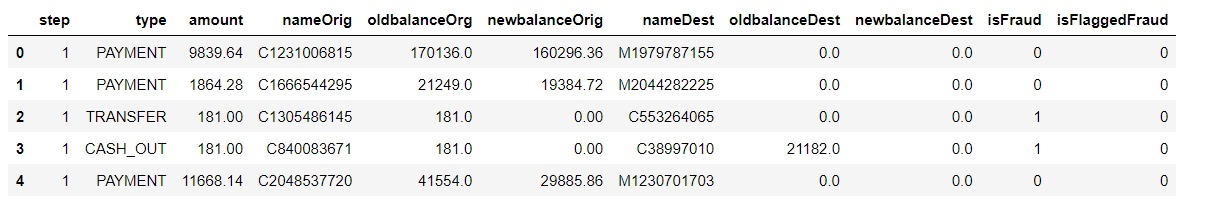 step type amount nameOrig oldbalanceOrg newbalanceOrig nameDest oldbalanceDest newbalanceDest isFraud isFlaggedFraud
0 1 PAYMENT 9839.64 C1231006815 170136.0 160296.36 M1979787155 0.0 0.0 0 0
1 1 PAYMENT 1864.28 C1666544295 21249.0 19384.72 M2044282225 0.0 0.0 0 0
2 1 TRANSFER 181.00 C1305486145 181.0 0.00 C553264065 0.0 0.0 1 0
3 1 CASH_OUT 181.00 C840083671 181.0 0.00 C38997010 21182.0 0.0 1 0
4 1 PAYMENT 11668.14 C2048537720 41554.0 29885.86 M1230701703 0.0 0.0 0 0